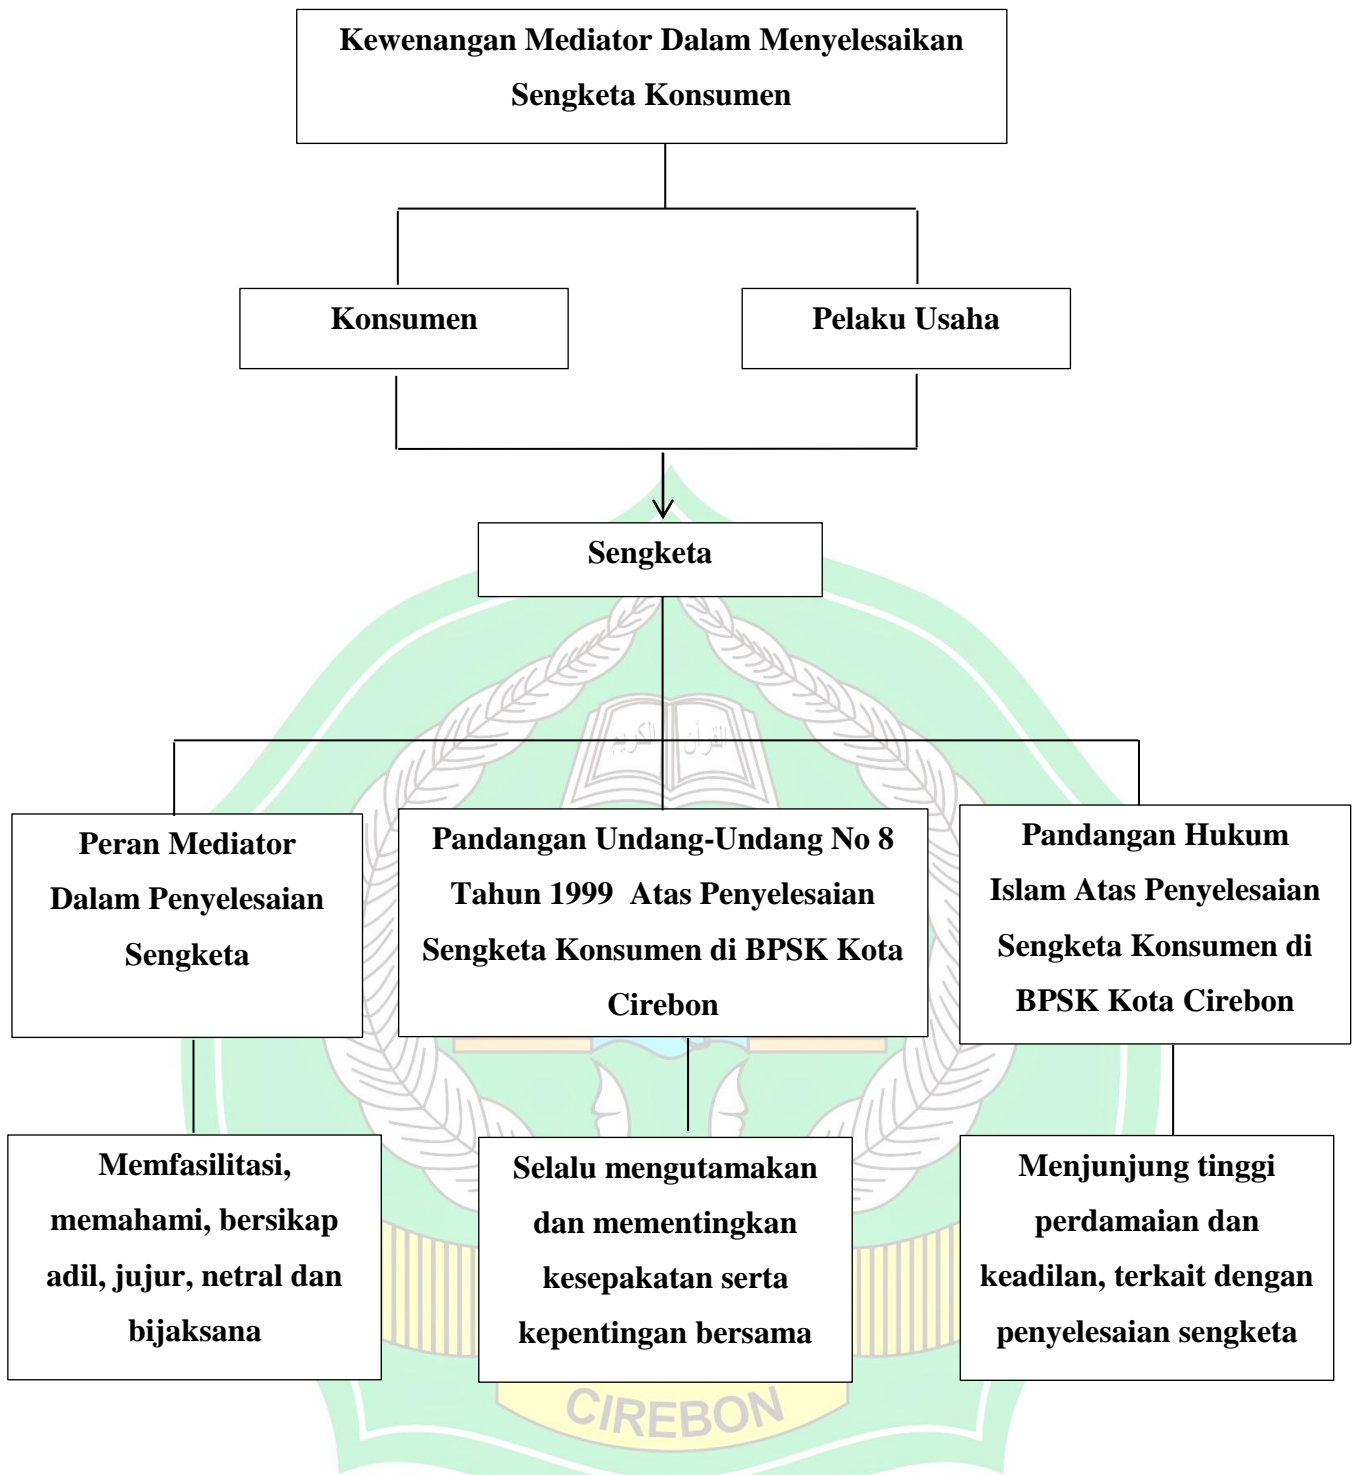 Kewenangan Mediator Dalam Menyelesaikan
Sengketa Konsumen
Konsumen
Pelaku Usaha
Sengketa
القرآن
الكريم
Peran Mediator
Dalam Penyelesaian
Sengketa
Pandangan Undang-Undang No 8
Tahun 1999 Atas Penyelesaian
Sengketa Konsumen di BPSK Kota
Cirebon
Pandangan Hukum
Islam Atas Penyelesaian
Sengketa Konsumen di
BPSK Kota Cirebon
Memfasilitasi,
memahami, bersikap
adil, jujur, netral dan
bijaksana
Selalu mengutamakan
dan mementingkan
kesepakatan serta
kepentingan bersama
Menjunjung tinggi
perdamaian dan
keadilan, terkait dengan
penyelesaian sengketa
CIREBON